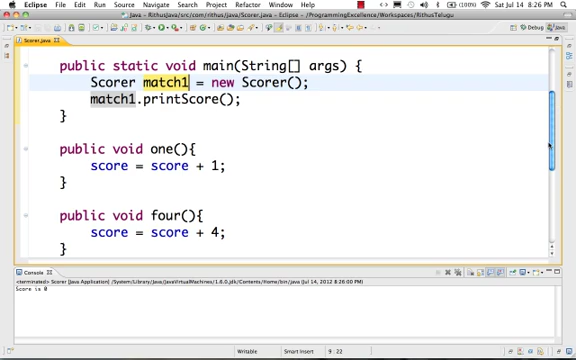 Eclipse File Edit Run Source Navigate Search Project Refactor Window Help (100%) Sat Jul 14 8:26 PM
Java - RithusJava/src/com/rithus/java/Scorer.java - Eclipse - /ProgrammingExcellence/Workspaces/RithusTelugu
Debug Java
Scorer.java
public static void main(String[] args) {
Scorer match1 = new Scorer();
match1.printScore();
}
public void one(){
score = score + 1;
}
public void four(){
score = score + 4;
}
Console
<terminated> Scorer [Java Application] /System/Library/Java/JavaVirtualMachines/1.6.0.jdk/Contents/Home/bin/java (Jul 14, 2012 8:26:00 PM)
Score is 0
Writable Smart Insert 9 : 22